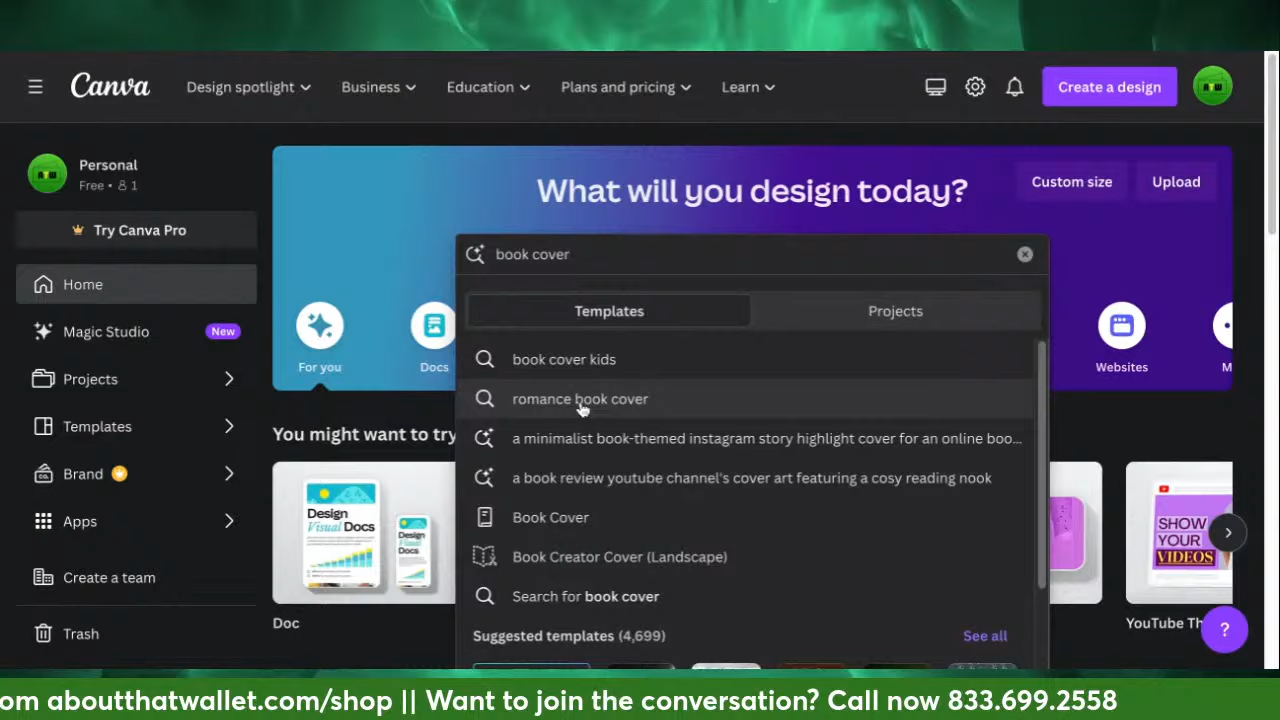 Canva
Design spotlight
Business
Education
Plans and pricing
Learn
Create a design
Personal
Free • 1
Try Canva Pro
Home
Magic Studio
New
Projects
Templates
Brand
Apps
Create a team
Trash
What will you design today?
Custom size
Upload
book cover
Templates
Projects
book cover kids
romance book cover
a minimalist book-themed instagram story highlight cover for an online boo...
a book review youtube channel's cover art featuring a cosy reading nook
Book Cover
Book Creator Cover (Landscape)
Search for book cover
Suggested templates (4,699)
See all
For you
Docs
Websites
M
You might want to try
Design
Visual Docs
Design
Visual
Docs
Doc
SHOW
YOUR
VIDEOS
YouTube Th
?
om aboutthatwallet.com/shop || Want to join the conversation? Call now 833.699.2558